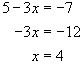 5 − 3x = −7
−3x = −12
x = 4